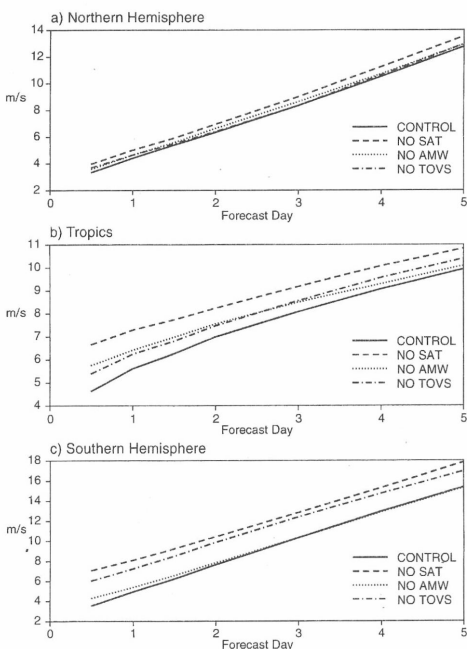 a) Northern Hemisphere
14
12
10
m/s
8
6
4
2
CONTROL
NO SAT
NO AMW
NO TOVS
0 1 2 3 4 5
Forecast Day
b) Tropics
11
10
9
m/s
8
7
6
5
4
CONTROL
NO SAT
NO AMW
NO TOVS
0 1 2 3 4 5
Forecast Day
c) Southern Hemisphere
18
16
14
m/s
12
10
8
6
4
2
CONTROL
NO SAT
NO AMW
NO TOVS
0 1 2 3 4 5
Forecast Day